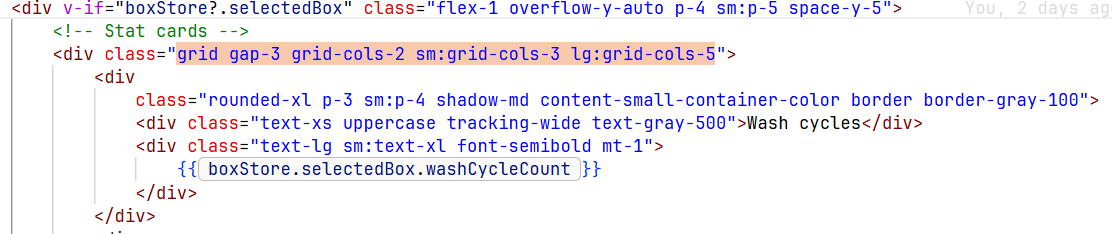 <div v-if="boxStore?.selectedBox" class="flex-1 overflow-y-auto p-4 sm:p-5 space-y-5"> You, 2 days ag
<!-- Stat cards -->
<div class="grid gap-3 grid-cols-2 sm:grid-cols-3 lg:grid-cols-5">
<div
class="rounded-xl p-3 sm:p-4 shadow-md content-small-container-color border border-gray-100">
<div class="text-xs uppercase tracking-wide text-gray-500">Wash cycles</div>
<div class="text-lg sm:text-xl font-semibold mt-1">
{{ boxStore.selectedBox.washCycleCount }}
</div>
</div>